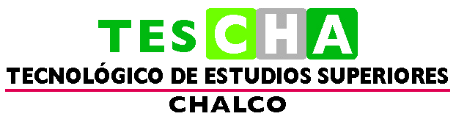 TESCHA
TECNOLÓGICO DE ESTUDIOS SUPERIORES
CHALCO